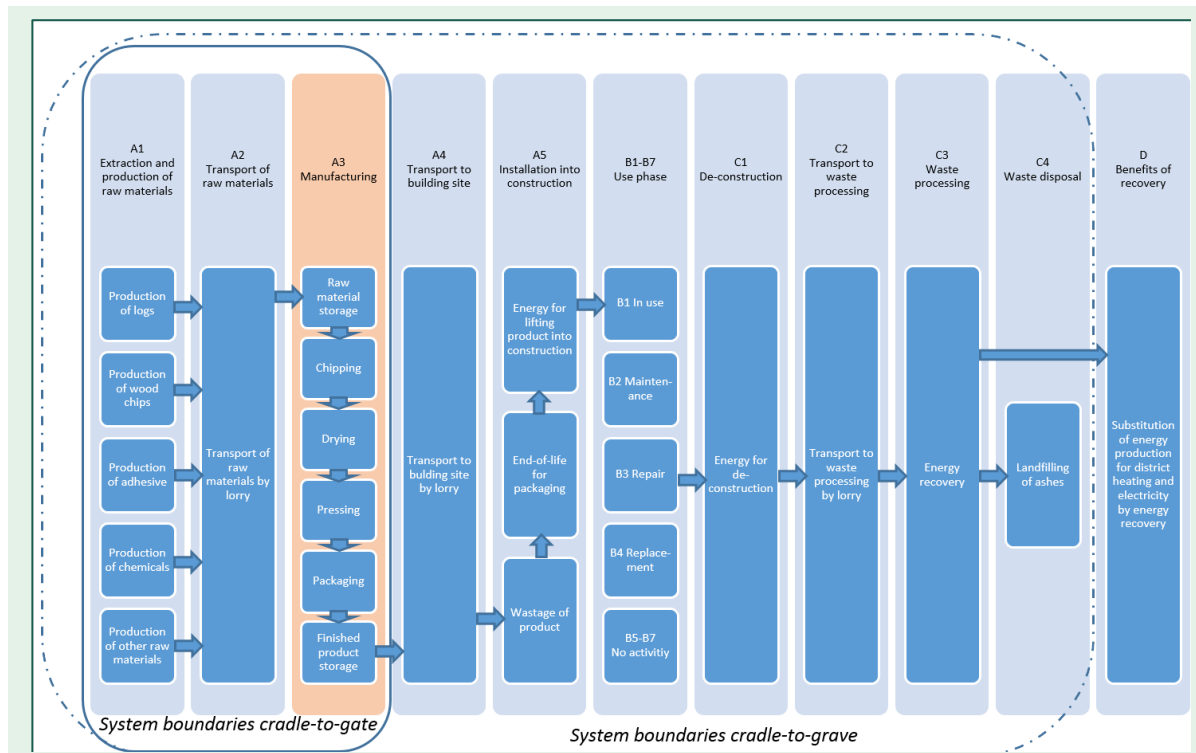 A1
Extraction and
production of
raw materials
A2
Transport of
raw materials
A3
Manufacturing
A4
Transport to
building site
A5
Installation into
construction
B1-B7
Use phase
C1
De-construction
C2
Transport to
waste
processing
C3
Waste
processing
C4
Waste disposal
D
Benefits of
recovery
Production
of logs
Production
of wood
chips
Production
of adhesive
Production
of chemicals
Production
of other raw
materials
Transport of
raw
materials by
lorry
Raw
material
storage
Chipping
Drying
Pressing
Packaging
Finished
product
storage
Transport to
bulding site
by lorry
Energy for
lifting
product into
construction
End-of-life
for
packaging
Wastage of
product
B1 In use
B2 Mainten-
ance
B3 Repair
B4 Replace-
ment
B5-B7
No activitiy
Energy for
de-
construction
Transport to
waste
processing
by lorry
Energy
recovery
Landfilling
of ashes
Substitution
of energy
production
for district
heating and
electricity
by energy
recovery
System boundaries cradle-to-gate
System boundaries cradle-to-grave